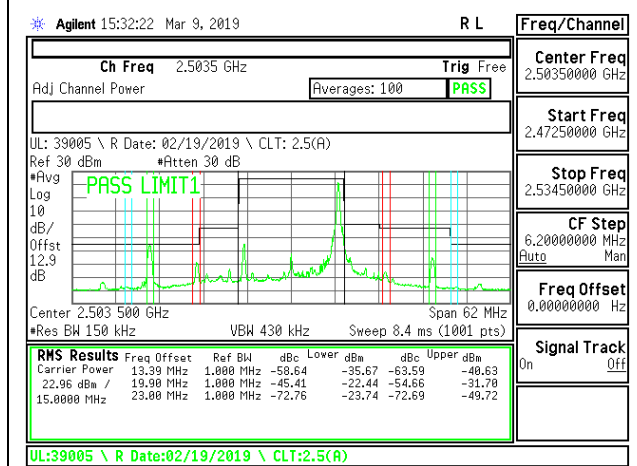 Agilent 15:32:22 Mar 9, 2019 R L
Ch Freq 2.5035 GHz Trig Free
Adj Channel Power Averages: 100 PASS
UL: 39005 \ R Date: 02/19/2019 \ CLT: 2.5(A)
Ref 30 dBm #Atten 30 dB
#Avg
Log
10
dB/
Offst
12.9
dB
PASS LIMIT1
Center 2.503 500 GHz Span 62 MHz
#Res BW 150 kHz VBW 430 kHz Sweep 8.4 ms (1001 pts)
RMS Results Freq Offset Ref BW dBc Lower dBm dBc Upper dBm
Carrier Power 13.39 MHz 1.000 MHz -58.64 -35.67 -63.59 -40.63
22.96 dBm / 19.90 MHz 1.000 MHz -45.41 -22.44 -54.66 -31.70
15.0000 MHz 23.00 MHz 1.000 MHz -72.76 -23.74 -72.69 -49.72
UL:39005 \ R Date:02/19/2019 \ CLT:2.5(A)
Freq/Channel
Center Freq
2.50350000 GHz
Start Freq
2.47250000 GHz
Stop Freq
2.53450000 GHz
CF Step
6.20000000 MHz
Auto Man
Freq Offset
0.00000000 Hz
Signal Track
On Off